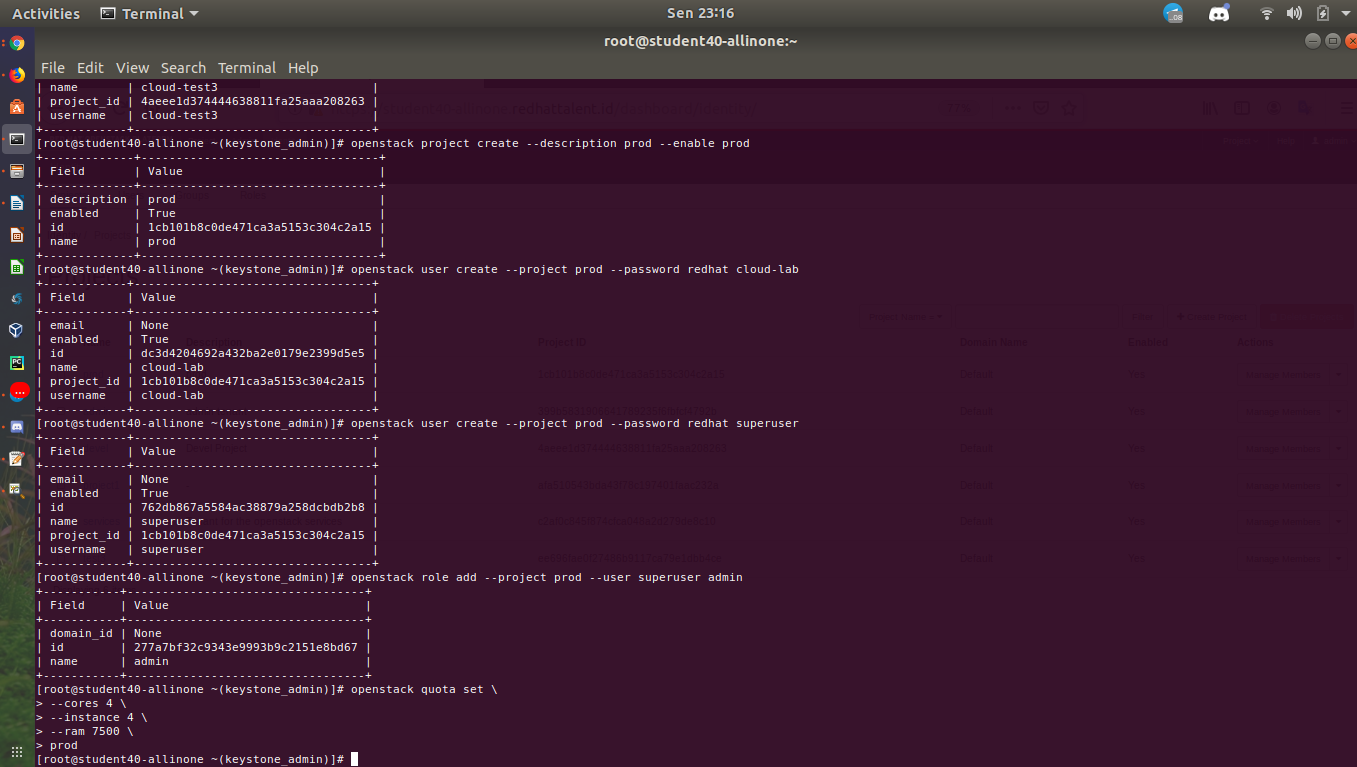 Activities Terminal Sen 23:16
root@student40-allinone:~
File Edit View Search Terminal Help
| name       | cloud-test3                      |
| project_id | 4aeee1d374444638811fa25aaa208263 |
| username   | cloud-test3                      |
+------------+----------------------------------+
[root@student40-allinone ~(keystone_admin)]# openstack project create --description prod --enable prod
+-------------+----------------------------------+
| Field       | Value                            |
+-------------+----------------------------------+
| description | prod                             |
| enabled     | True                             |
| id          | 1cb101b8c0de471ca3a5153c304c2a15 |
| name        | prod                             |
+-------------+----------------------------------+
[root@student40-allinone ~(keystone_admin)]# openstack user create --project prod --password redhat cloud-lab
+------------+----------------------------------+
| Field      | Value                            |
+------------+----------------------------------+
| email      | None                             |
| enabled    | True                             |
| id         | dc3d4204692a432ba2e0179e2399d5e5 |
| name       | cloud-lab                        |
| project_id | 1cb101b8c0de471ca3a5153c304c2a15 |
| username   | cloud-lab                        |
+------------+----------------------------------+
[root@student40-allinone ~(keystone_admin)]# openstack user create --project prod --password redhat superuser
+------------+----------------------------------+
| Field      | Value                            |
+------------+----------------------------------+
| email      | None                             |
| enabled    | True                             |
| id         | 762db867a5584ac38879a258dcbdb2b8 |
| name       | superuser                        |
| project_id | 1cb101b8c0de471ca3a5153c304c2a15 |
| username   | superuser                        |
+------------+----------------------------------+
[root@student40-allinone ~(keystone_admin)]# openstack role add --project prod --user superuser admin
+-----------+----------------------------------+
| Field     | Value                            |
+-----------+----------------------------------+
| domain_id | None                             |
| id        | 277a7bf32c9343e9993b9c2151e8bd67 |
| name      | admin                            |
+-----------+----------------------------------+
[root@student40-allinone ~(keystone_admin)]# openstack quota set \
> --cores 4 \
> --instance 4 \
> --ram 7500 \
> prod
[root@student40-allinone ~(keystone_admin)]#